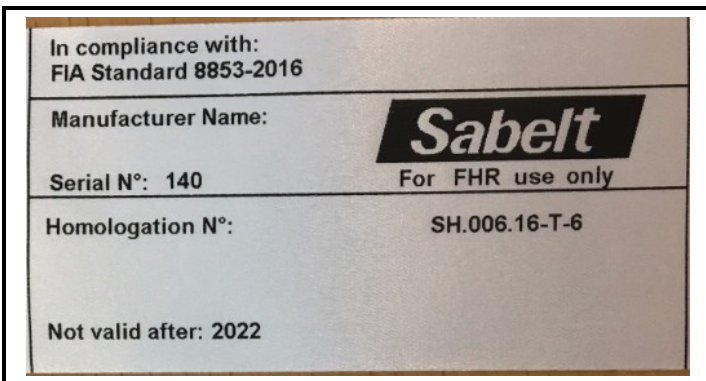 In compliance with:
FIA Standard 8853-2016
Manufacturer Name:
Sabelt
Serial N°: 140
For FHR use only
Homologation N°:
SH.006.16-T-6
Not valid after: 2022